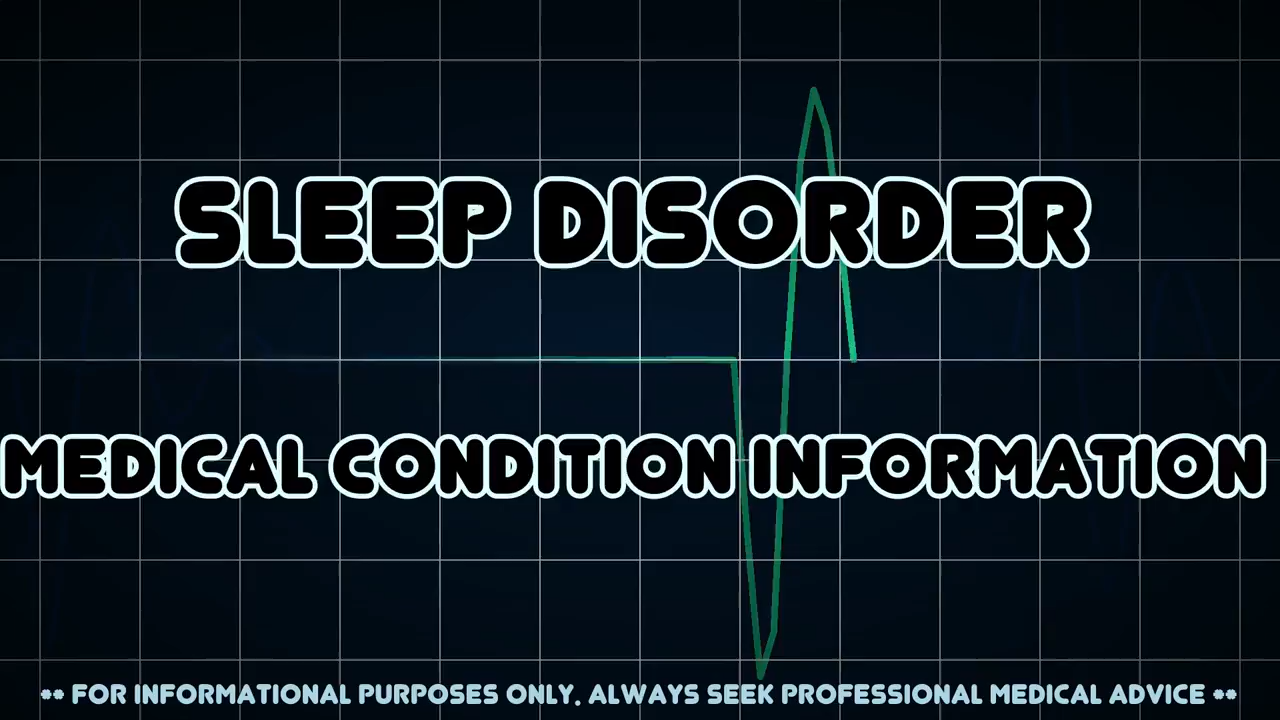 SLEEP DISORDER
MEDICAL CONDITION INFORMATION
** FOR INFORMATIONAL PURPOSES ONLY. ALWAYS SEEK PROFESSIONAL MEDICAL ADVICE **